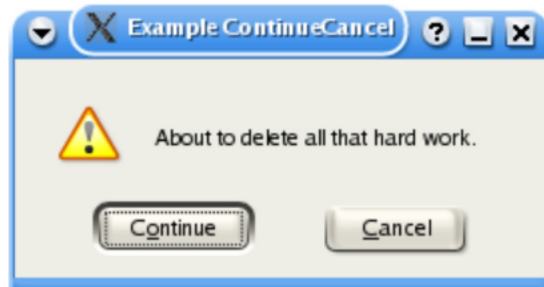 Example ContinueCancel
About to delete all that hard work.
Continue
Cancel